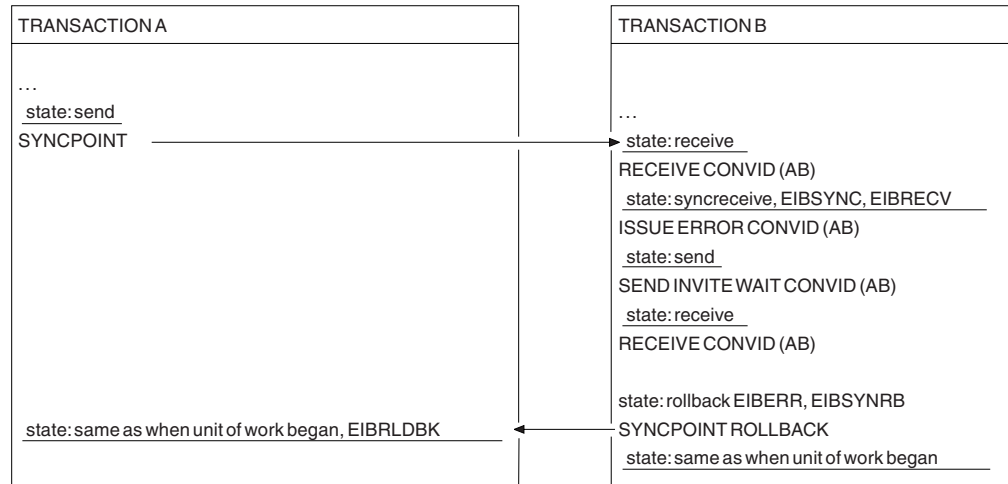 TRANSACTION A
...
state: send
SYNCPOINT
state: same as when unit of work began, EIBRLDBK
TRANSACTION B
...
state: receive
RECEIVE CONVID (AB)
state: syncreceive, EIBSYNC, EIBRECV
ISSUE ERROR CONVID (AB)
state: send
SEND INVITE WAIT CONVID (AB)
state: receive
RECEIVE CONVID (AB)
state: rollback EIBERR, EIBSYNRB
SYNCPOINT ROLLBACK
state: same as when unit of work began